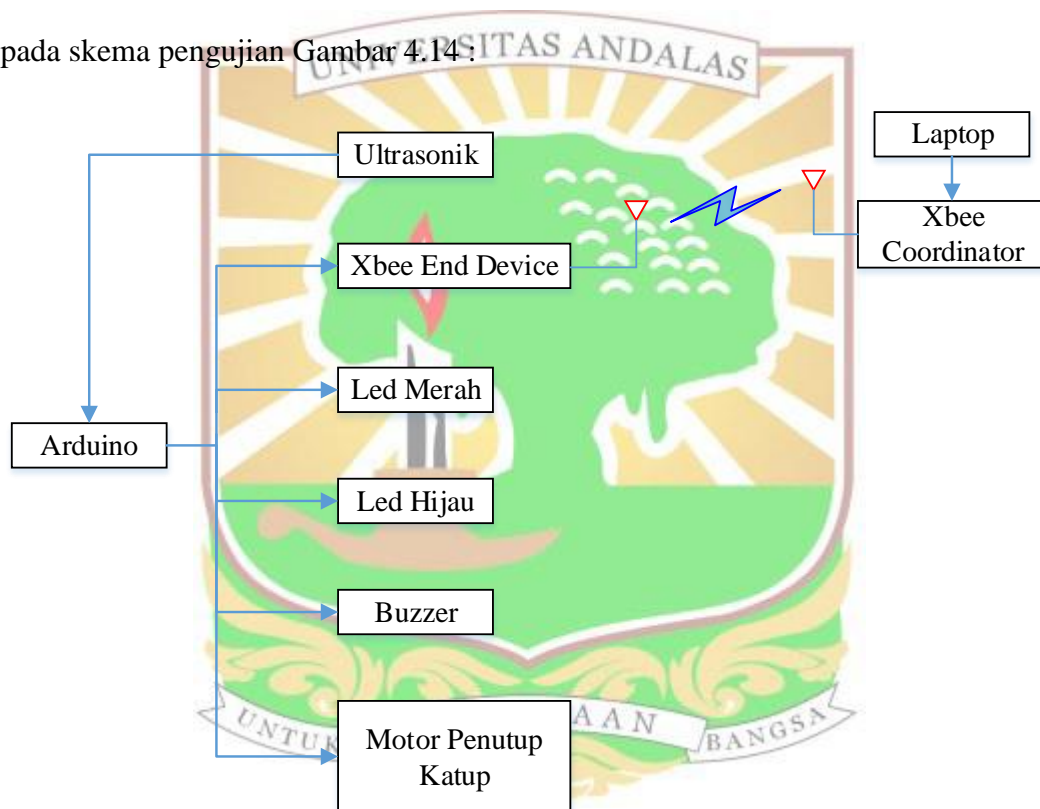 pada skema pengujian Gambar 4.14 :
UNIVERSITAS ANDALAS
Ultrasonik
Laptop
Xbee
Coordinator
Xbee End Device
Led Merah
Arduino
Led Hijau
Buzzer
Motor Penutup
Katup
UNTUK AAN BANGSA